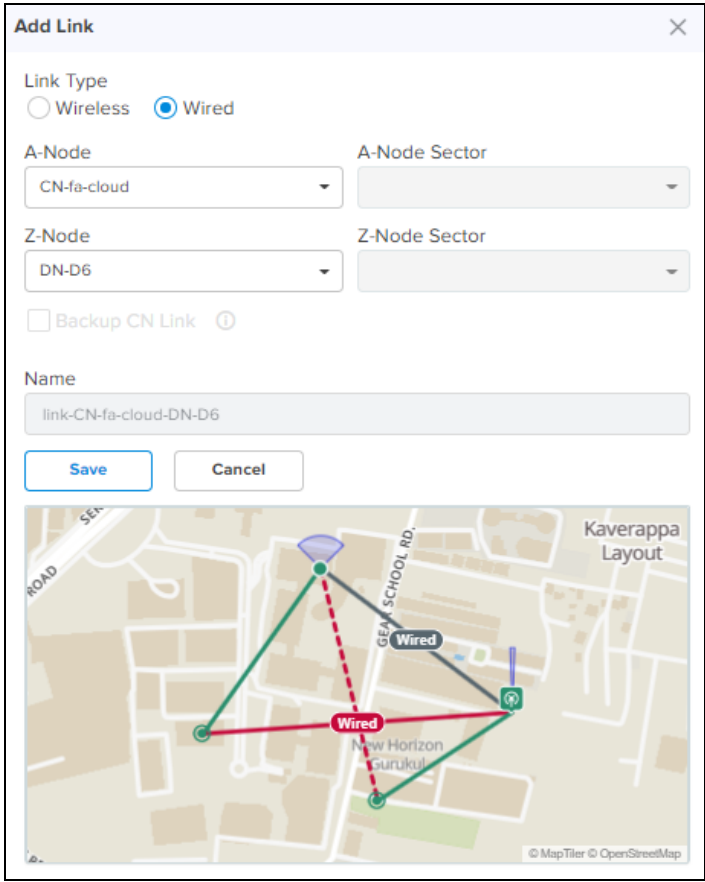 Add Link
Link Type
Wireless Wired
A-Node A-Node Sector
CN-fa-cloud
Z-Node Z-Node Sector
DN-D6
Backup CN Link
Name
link-CN-fa-cloud-DN-D6
Save Cancel
ROAD
GEAR SCHOOL RD.
Kaverappa
Layout
Wired
Wired
New Horizon
Gurukul
© MapTiler © OpenStreetMap